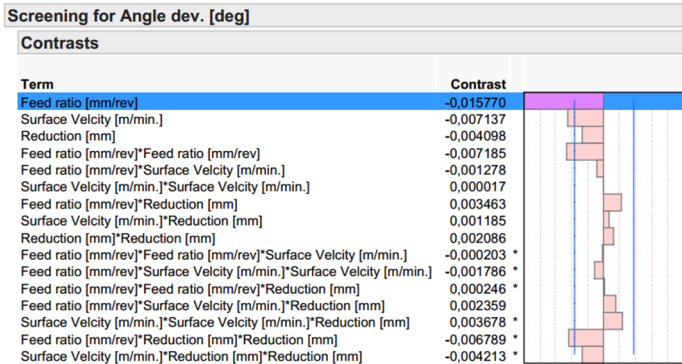 Screening for Angle dev. [deg]
Contrasts
Term Contrast
Feed ratio [mm/rev] -0,015770
Surface Velcity [m/min.] -0,007137
Reduction [mm] -0,004098
Feed ratio [mm/rev]*Feed ratio [mm/rev] -0,007185
Feed ratio [mm/rev]*Surface Velcity [m/min.] -0,001278
Surface Velcity [m/min.]*Surface Velcity [m/min.] 0,000017
Feed ratio [mm/rev]*Reduction [mm] 0,003463
Surface Velcity [m/min.]*Reduction [mm] 0,001185
Reduction [mm]*Reduction [mm] 0,002086
Feed ratio [mm/rev]*Feed ratio [mm/rev]*Surface Velcity [m/min.] -0,000203 *
Feed ratio [mm/rev]*Surface Velcity [m/min.]*Surface Velcity [m/min.] -0,001786 *
Feed ratio [mm/rev]*Feed ratio [mm/rev]*Reduction [mm] 0,000246 *
Feed ratio [mm/rev]*Surface Velcity [m/min.]*Reduction [mm] 0,002359
Surface Velcity [m/min.]*Surface Velcity [m/min.]*Reduction [mm] 0,003678 *
Feed ratio [mm/rev]*Reduction [mm]*Reduction [mm] -0,006789 *
Surface Velcity [m/min.]*Reduction [mm]*Reduction [mm] -0,004213 *